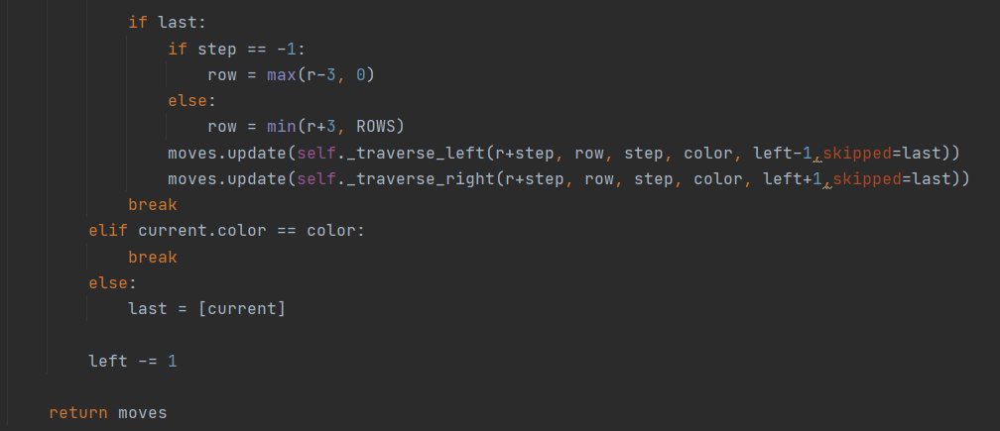 if last:
if step == -1:
row = max(r-3, 0)
else:
row = min(r+3, ROWS)
moves.update(self._traverse_left(r+step, row, step, color, left-1,skipped=last))
moves.update(self._traverse_right(r+step, row, step, color, left+1,skipped=last))
break
elif current.color == color:
break
else:
last = [current]
left -= 1
return moves